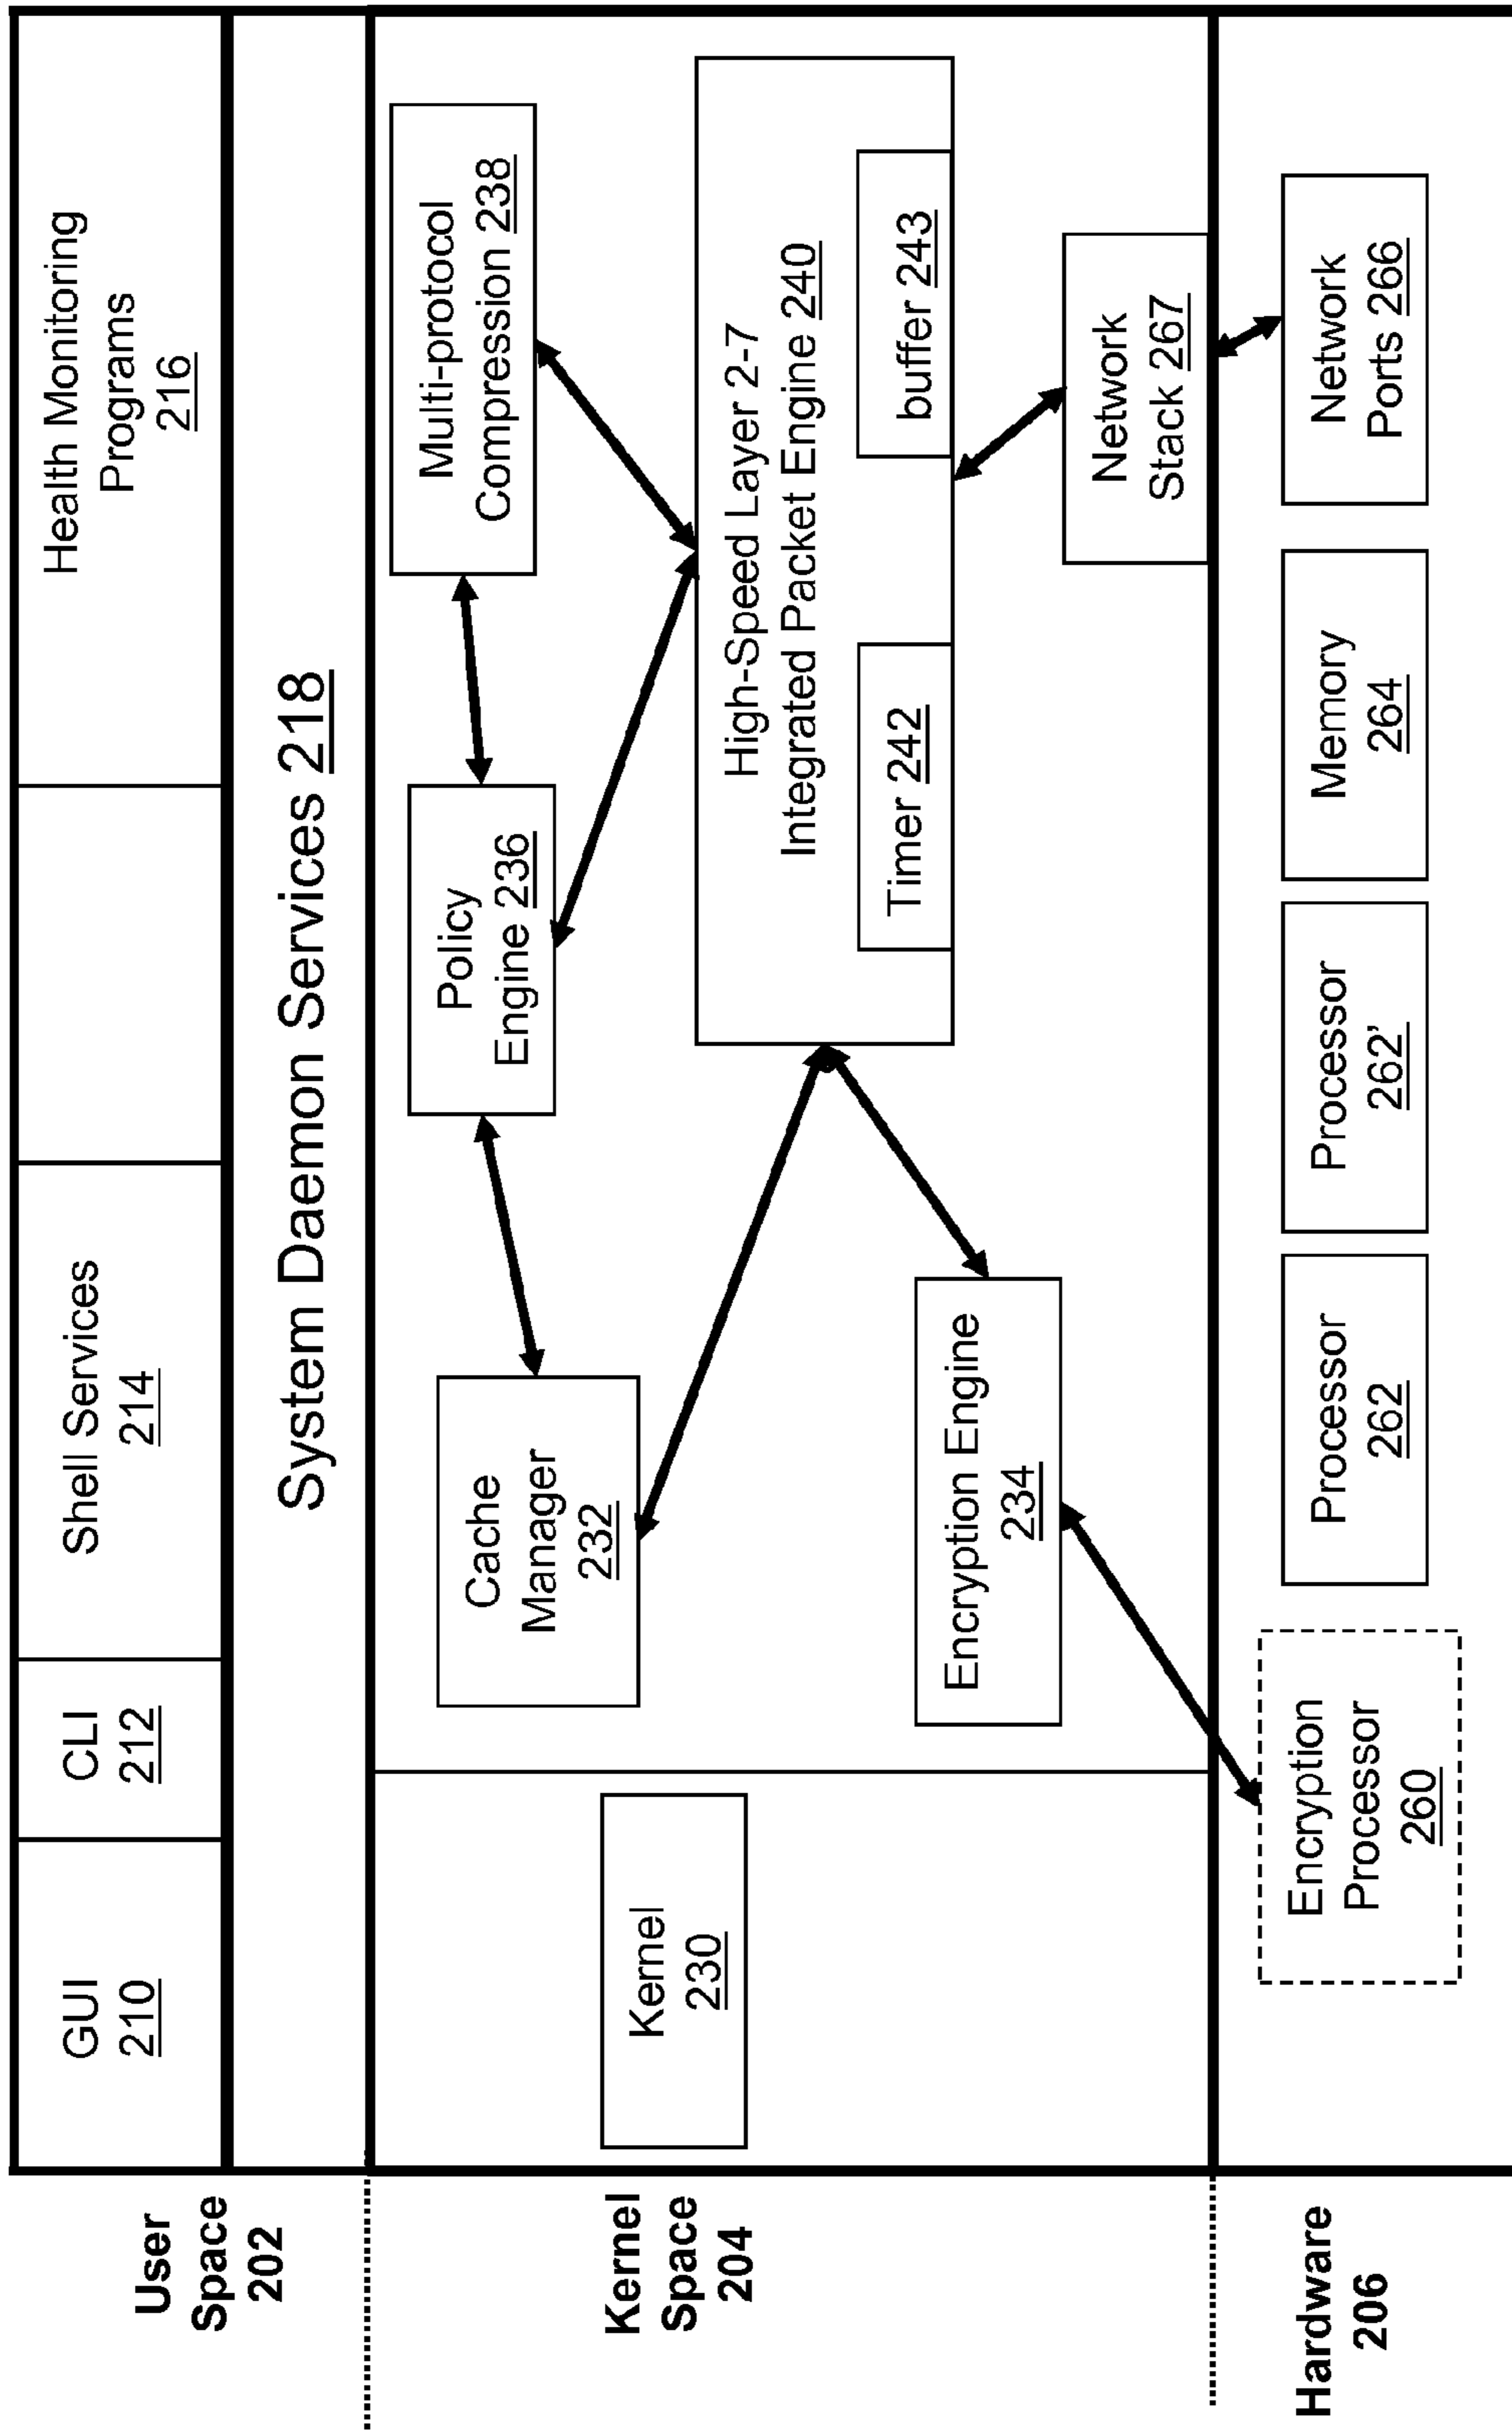 User
Space
202
GUI
210
CLI
212
Shell Services
214
Health Monitoring
Programs
216
System Daemon Services 218
Kernel
Space
204
Kernel
230
Cache
Manager
232
Policy
Engine 236
Multi-protocol
Compression 238
High-Speed Layer 2-7
Integrated Packet Engine 240
Timer 242
buffer 243
Encryption Engine
234
Network
Stack 267
Hardware
206
Encryption
Processor
260
Processor
262
Processor
262’
Memory
264
Network
Ports 266